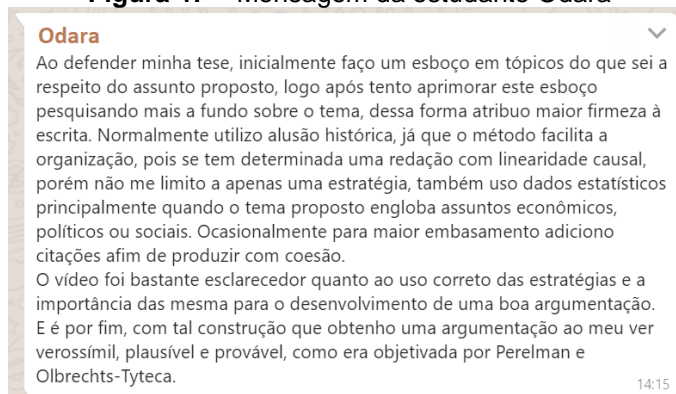 Odara
Ao defender minha tese, inicialmente faço um esboço em tópicos do que sei a
respeito do assunto proposto, logo após tento aprimorar este esboço
pesquisando mais a fundo sobre o tema, dessa forma atribuo maior firmeza à
escrita. Normalmente utilizo alusão histórica, já que o método facilita a
organização, pois se tem determinada uma redação com linearidade causal,
porém não me limito a apenas uma estratégia, também uso dados estatísticos
principalmente quando o tema proposto engloba assuntos econômicos,
políticos ou sociais. Ocasionalmente para maior embasamento adiciono
citações afim de produzir com coesão.
O vídeo foi bastante esclarecedor quanto ao uso correto das estratégias e a
importância das mesma para o desenvolvimento de uma boa argumentação.
E é por fim, com tal construção que obtenho uma argumentação ao meu ver
verossímil, plausível e provável, como era objetivada por Perelman e
Olbrechts-Tyteca.
14:15